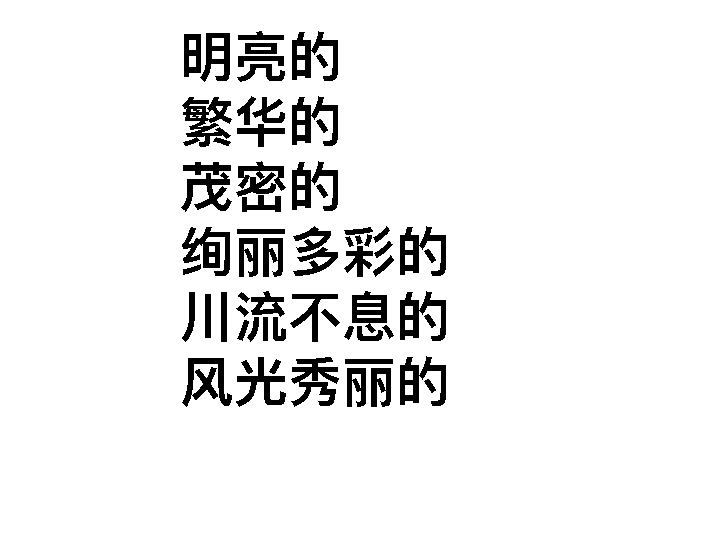 明亮的
繁华的
茂密的
绚丽多彩的
川流不息的
风光秀丽的